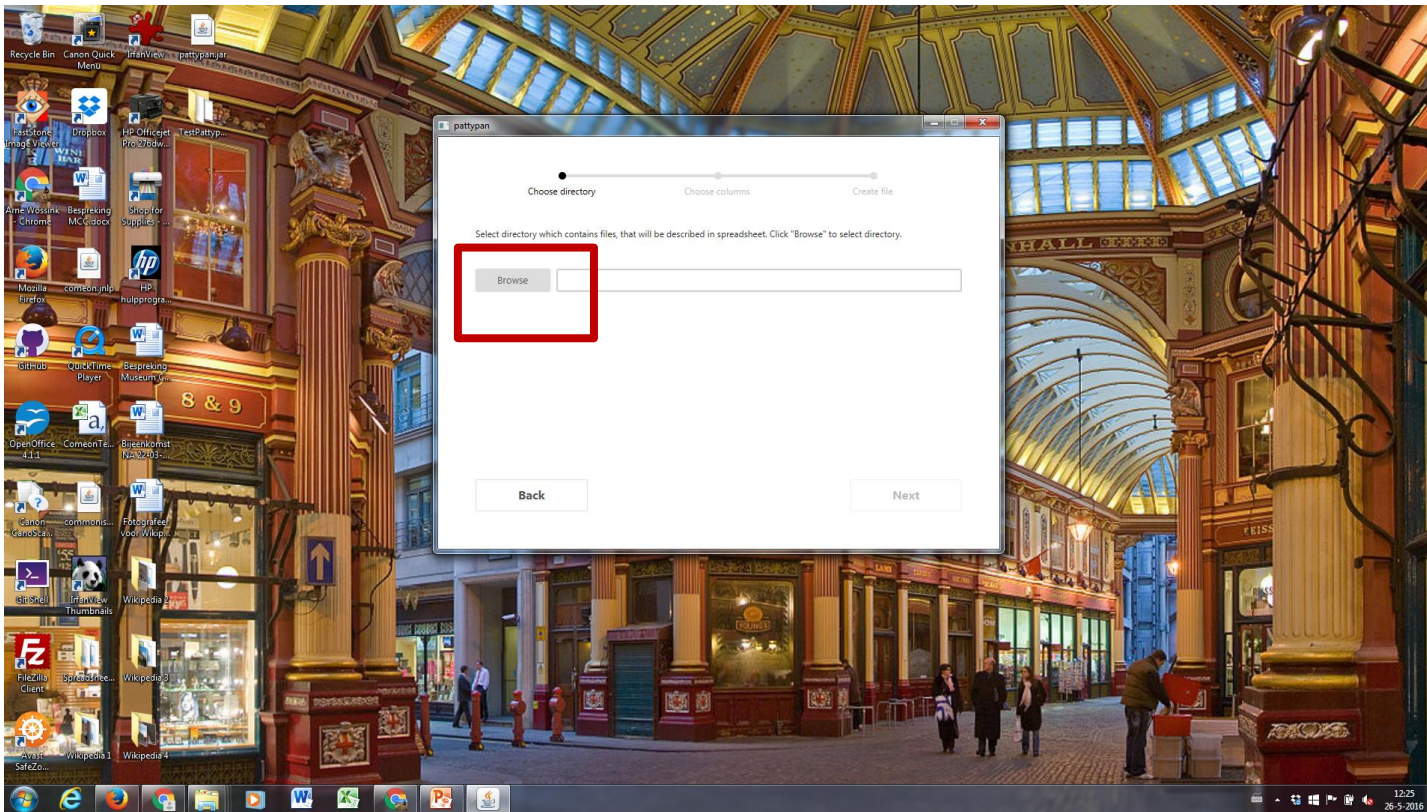 Recycle Bin
Canon Quick
Menu
IrfanView
pattypan.jar
FastStone
Image Viewer
Dropbox
HP Officejet
Pro 276dw...
TestPattyp...
Arne Wossink
- Chrome
Bespreking
MCC.docx
Shop for
Supplies - ...
Mozilla
Firefox
comeon.jnlp
HP
hulpprogra...
GitHub
QuickTime
Player
Bespreking
Museum C...
OpenOffice
4.1.1
ComeonTe...
Bijeenkomst
NA 22-03-...
Canon
CanoSca...
commonis...
Fotografeer
voor Wikip...
Git Shell
IrfanView
Thumbnails
Wikipedia 2
FileZilla
Client
Spreadshee...
Wikipedia 3
Avast
SafeZo...
Wikipedia 1
Wikipedia 4
WINE
BAR
8 & 9
pattypan
Choose directory
Choose columns
Create file
Select directory which contains files, that will be described in spreadsheet. Click "Browse" to select directory.
Browse
Back
Next
HALL
YOUNGS
LAMB
12:25
26-5-2016